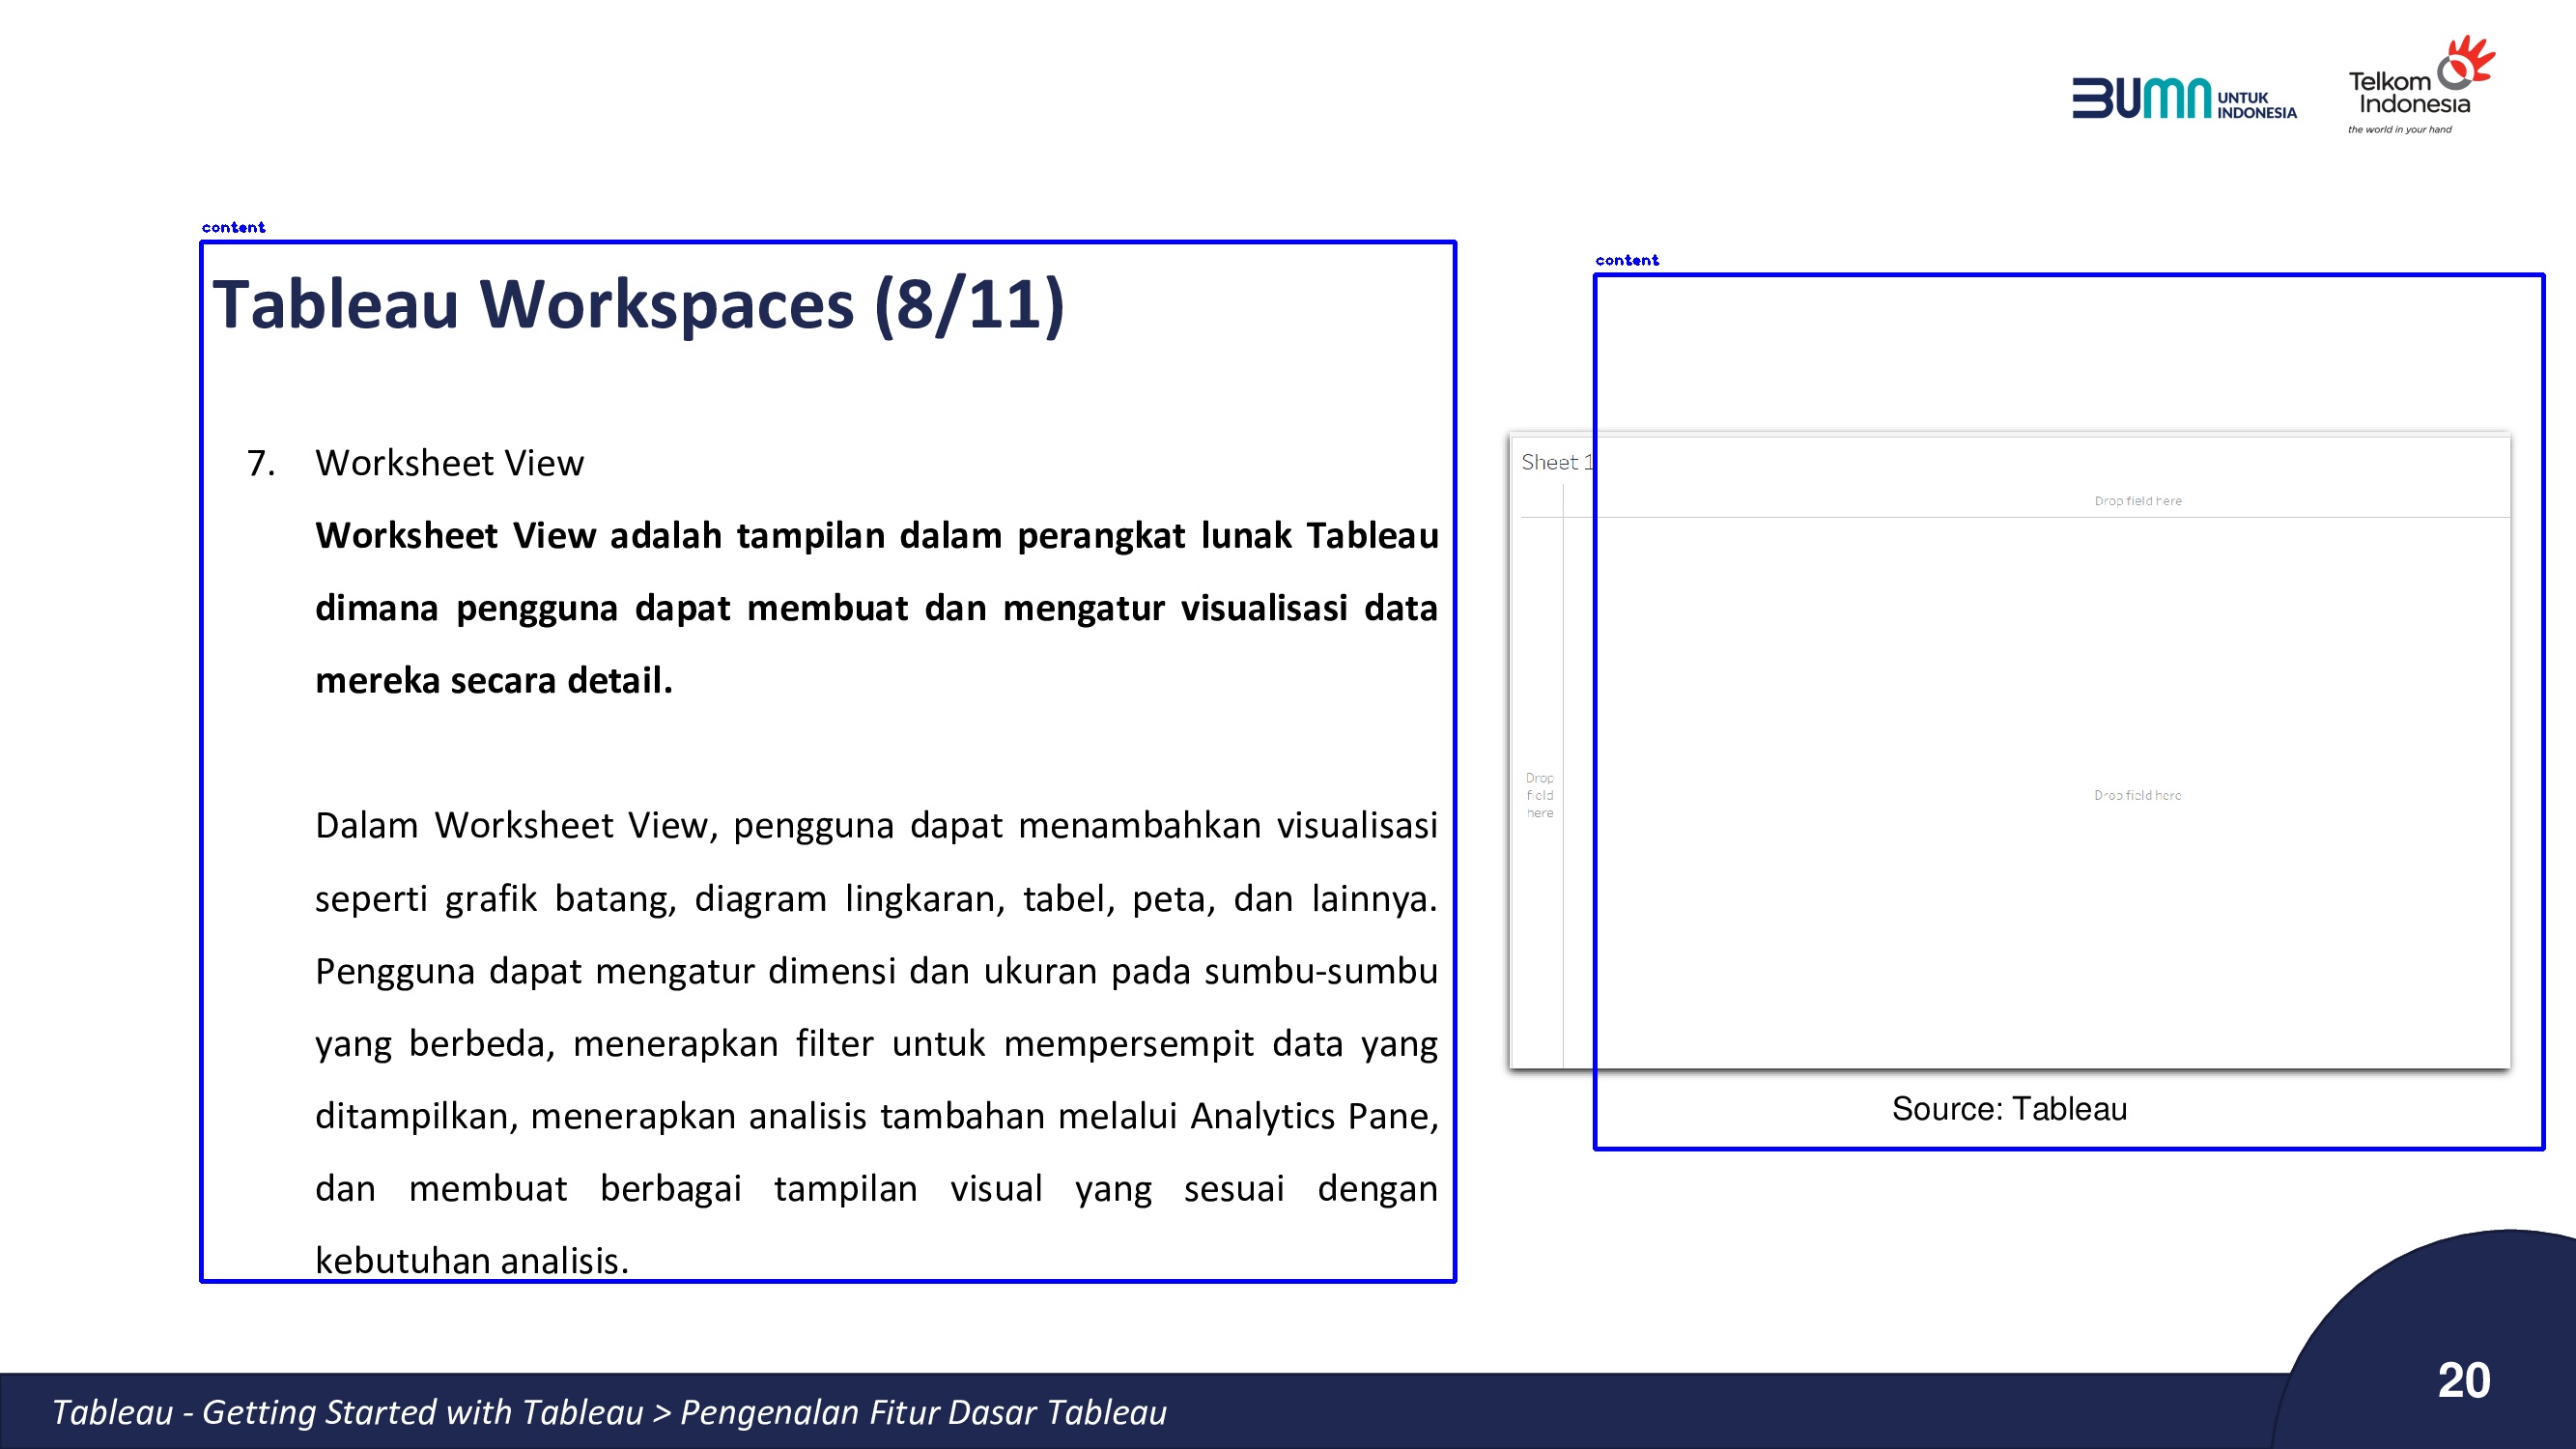 BUMN UNTUK INDONESIA
Telkom Indonesia
the world in your hand
content
Tableau Workspaces (8/11)
7. Worksheet View
Worksheet View adalah tampilan dalam perangkat lunak Tableau
dimana pengguna dapat membuat dan mengatur visualisasi data
mereka secara detail.
Dalam Worksheet View, pengguna dapat menambahkan visualisasi
seperti grafik batang, diagram lingkaran, tabel, peta, dan lainnya.
Pengguna dapat mengatur dimensi dan ukuran pada sumbu-sumbu
yang berbeda, menerapkan filter untuk mempersempit data yang
ditampilkan, menerapkan analisis tambahan melalui Analytics Pane,
dan membuat berbagai tampilan visual yang sesuai dengan
kebutuhan analisis.
content
Sheet 1
Drop field here
Drop
field
here
Drop field here
Source: Tableau
Tableau - Getting Started with Tableau > Pengenalan Fitur Dasar Tableau
20